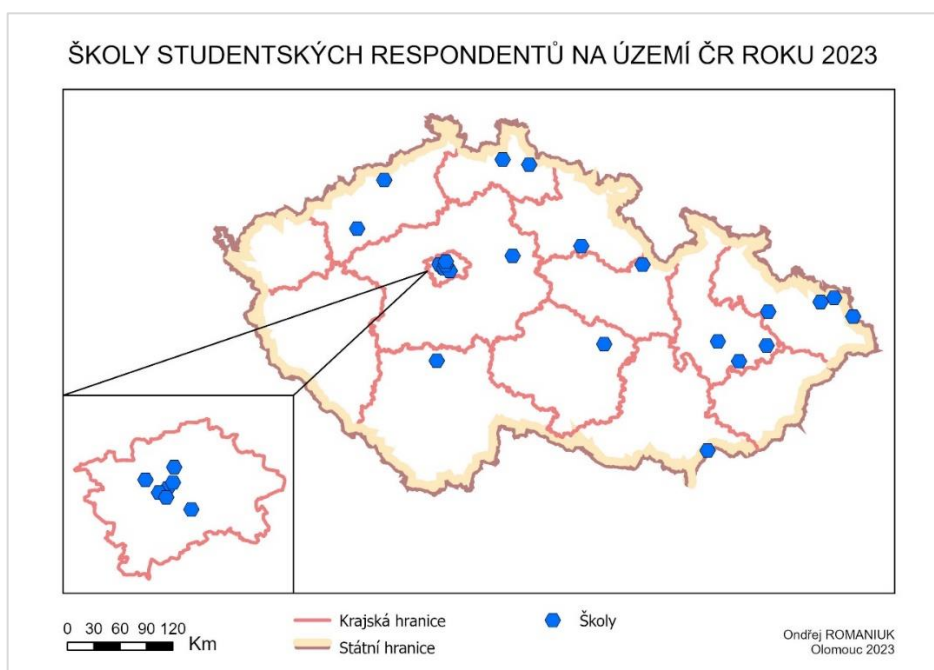 ŠKOLY STUDENTSKÝCH RESPONDENTŮ NA ÚZEMÍ ČR ROKU 2023
0 30 60 90 120
Km
Krajská hranice
Státní hranice
Školy
Ondřej ROMANIUK
Olomouc 2023